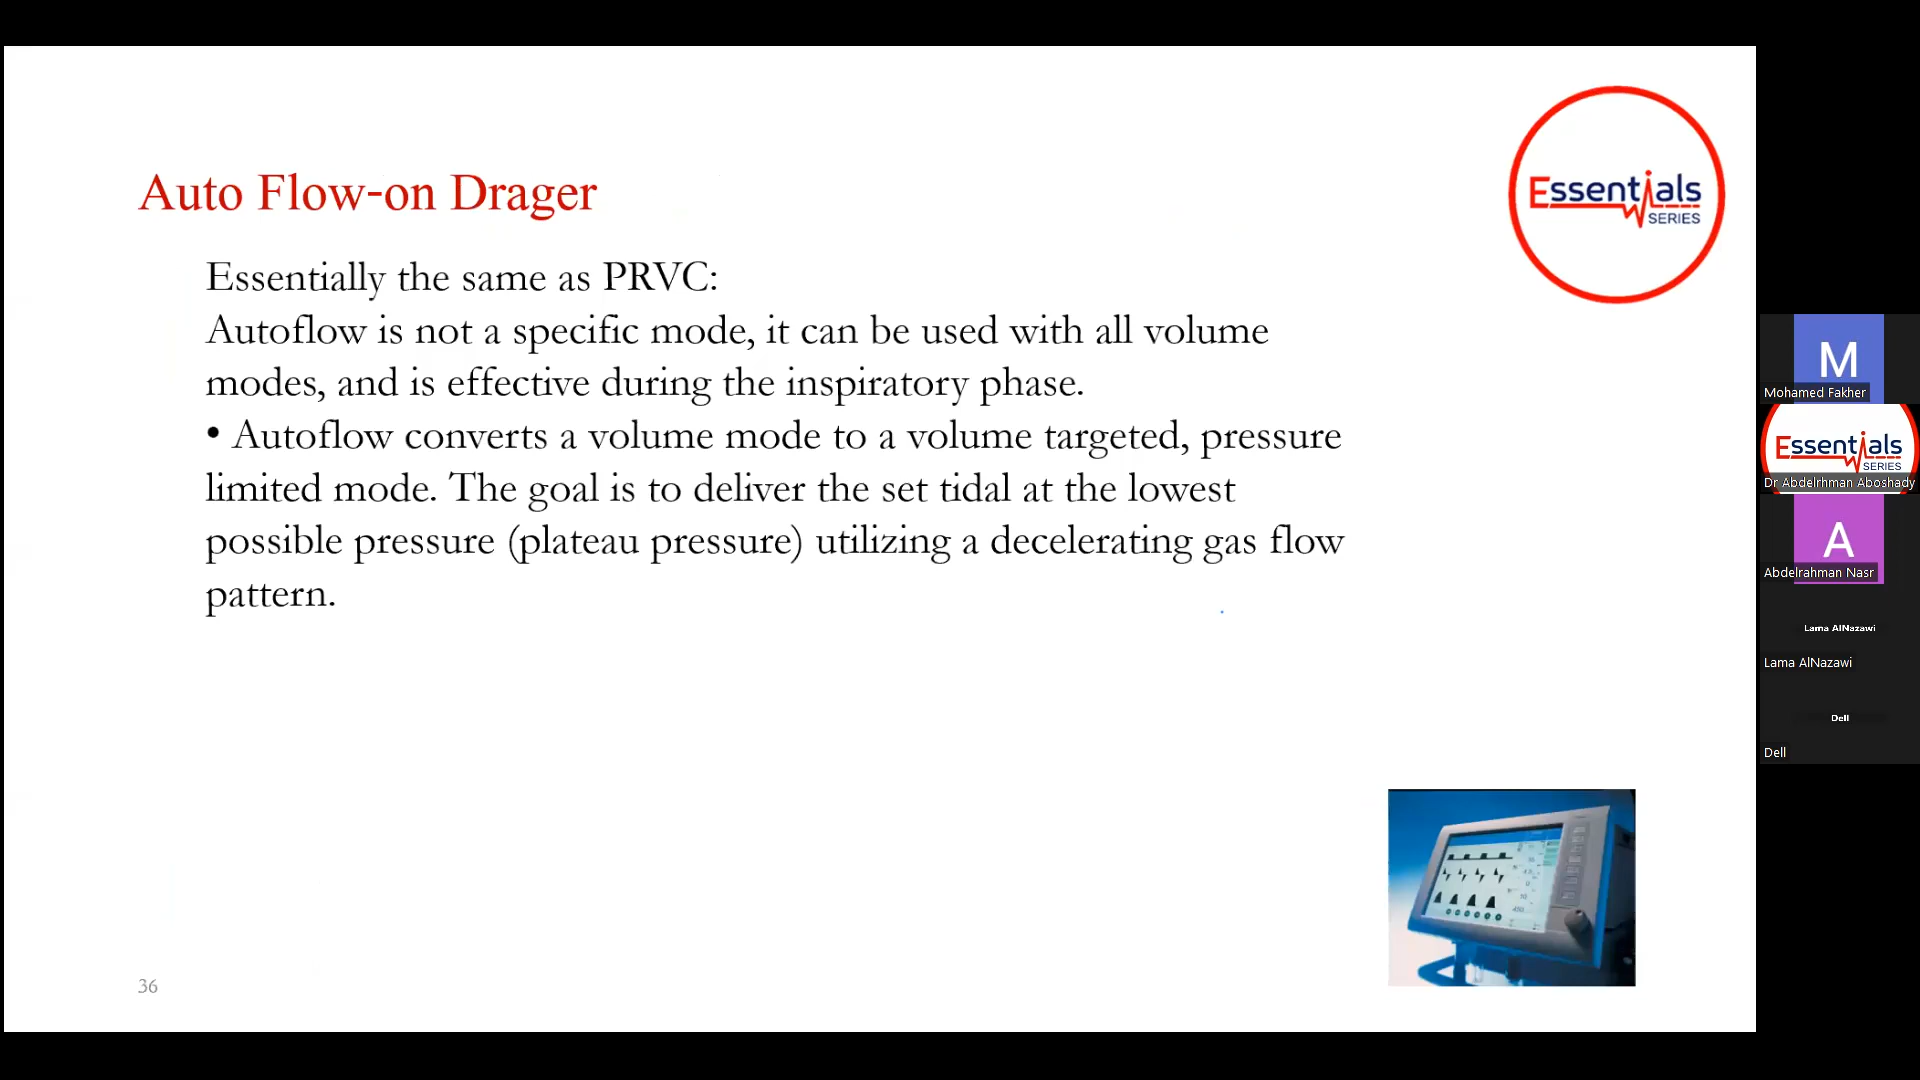 Auto Flow-on Drager
Essentials
SERIES
Essentially the same as PRVC:
Autoflow is not a specific mode, it can be used with all volume
modes, and is effective during the inspiratory phase.
• Autoflow converts a volume mode to a volume targeted, pressure
limited mode. The goal is to deliver the set tidal at the lowest
possible pressure (plateau pressure) utilizing a decelerating gas flow
pattern.
36
M
Mohamed Fakher
Essentials
SERIES
Dr Abdelrhman Aboshady
A
Abdelrahman Nasr
Lama AlNazawi
Lama AlNazawi
Dell
Dell